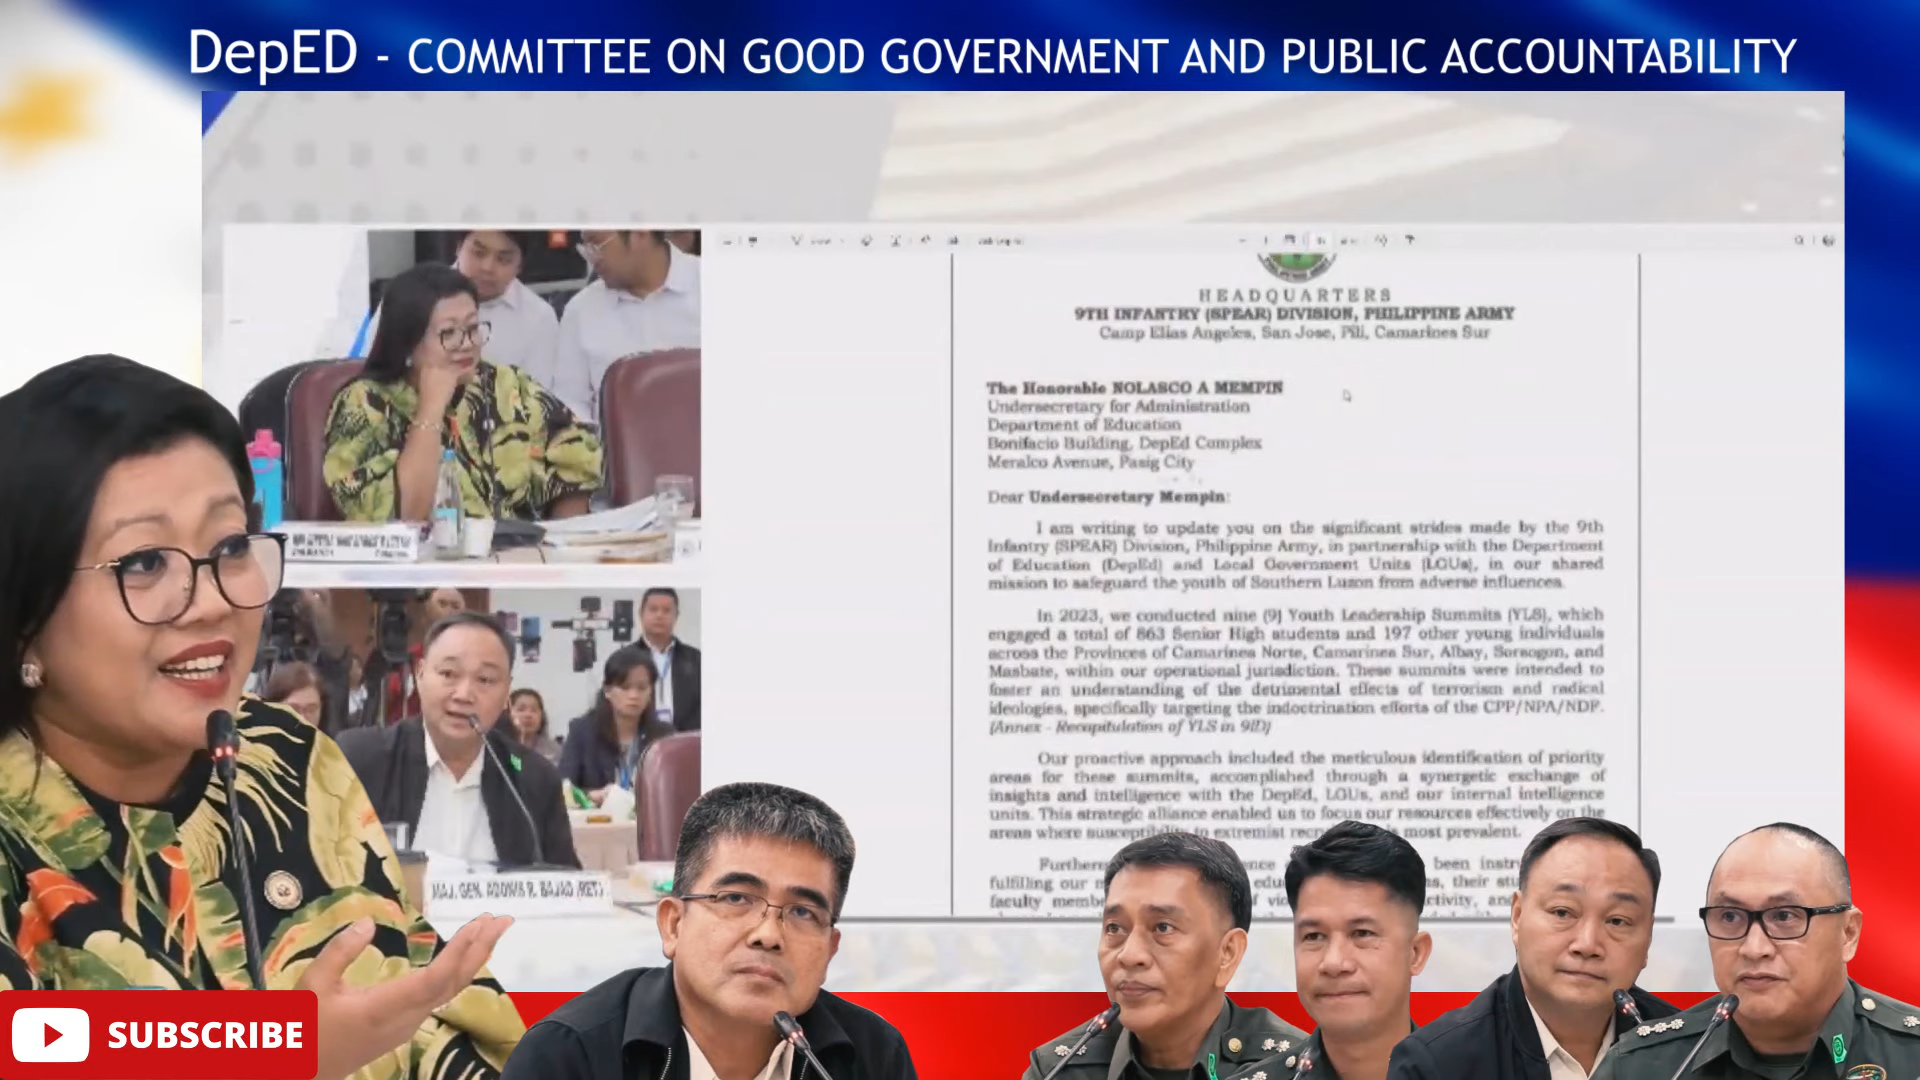 DepED - COMMITTEE ON GOOD GOVERNMENT AND PUBLIC ACCOUNTABILITY
HEADQUARTERS
9TH INFANTRY (SPEAR) DIVISION, PHILIPPINE ARMY
Camp Elias Angeles, San Jose, Pili, Camarines Sur
The Honorable NOLASCO A MEMPIN
Undersecretary for Administration
Department of Education
Bonifacio Building, DepEd Complex
Meralco Avenue, Pasig City
Dear Undersecretary Mempin:
I am writing to update you on the significant strides made by the 9th
Infantry (SPEAR) Division, Philippine Army, in partnership with the Department
of Education (DepEd) and Local Government Units (LGUs), in our shared
mission to safeguard the youth of Southern Luzon from adverse influences.
In 2023, we conducted nine (9) Youth Leadership Summits (YLS), which
engaged a total of 863 Senior High students and 197 other young individuals
across the Provinces of Camarines Norte, Camarines Sur, Albay, Sorsogon, and
Masbate, within our operational jurisdiction. These summits were intended to
foster an understanding of the detrimental effects of terrorism and radical
ideologies, specifically targeting the indoctrination efforts of the CPP/NPA/NDF.
(Annex - Recapitulation of YLS in 9ID)
Our proactive approach included the meticulous identification of priority
areas for these summits, accomplished through a synergetic exchange of
insights and intelligence with the DepEd, LGUs, and our internal intelligence
units. This strategic alliance enabled us to focus our resources effectively on the
areas where susceptibility to extremist most prevalent.
been
fulfilling our
faculty
MAJ. GEN. ADONIS R. BAJAO (RET)
SUBSCRIBE